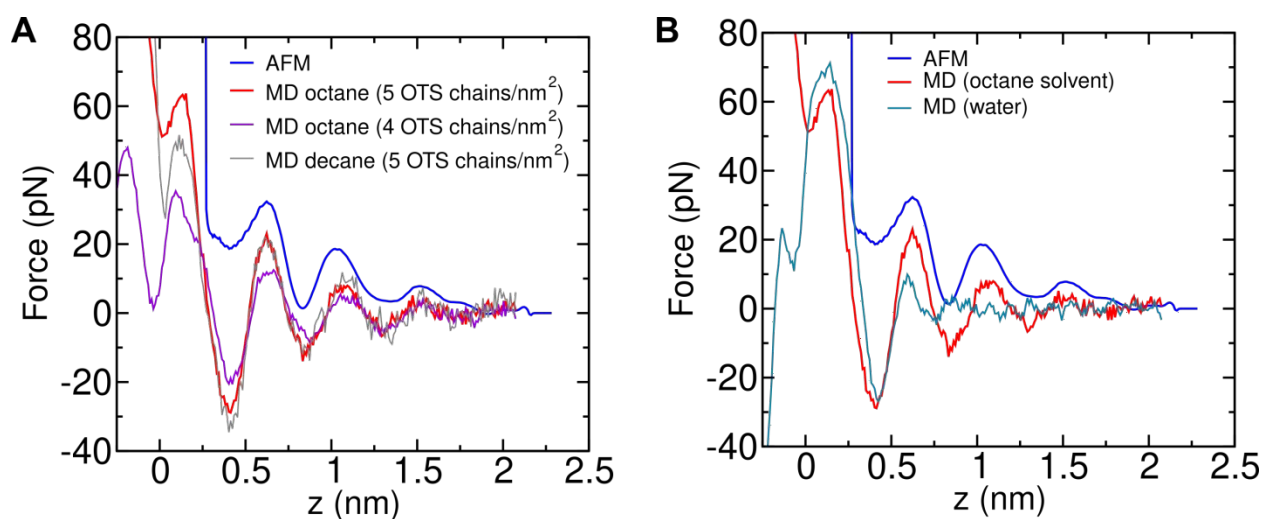 A
80
60
40
20
0
-20
-40
Force (pN)
AFM
MD octane (5 OTS chains/nm²)
MD octane (4 OTS chains/nm²)
MD decane (5 OTS chains/nm²)
0 0.5 1 1.5 2 2.5
z (nm)
B
80
60
40
20
0
-20
-40
Force (pN)
AFM
MD (octane solvent)
MD (water)
0 0.5 1 1.5 2 2.5
z (nm)